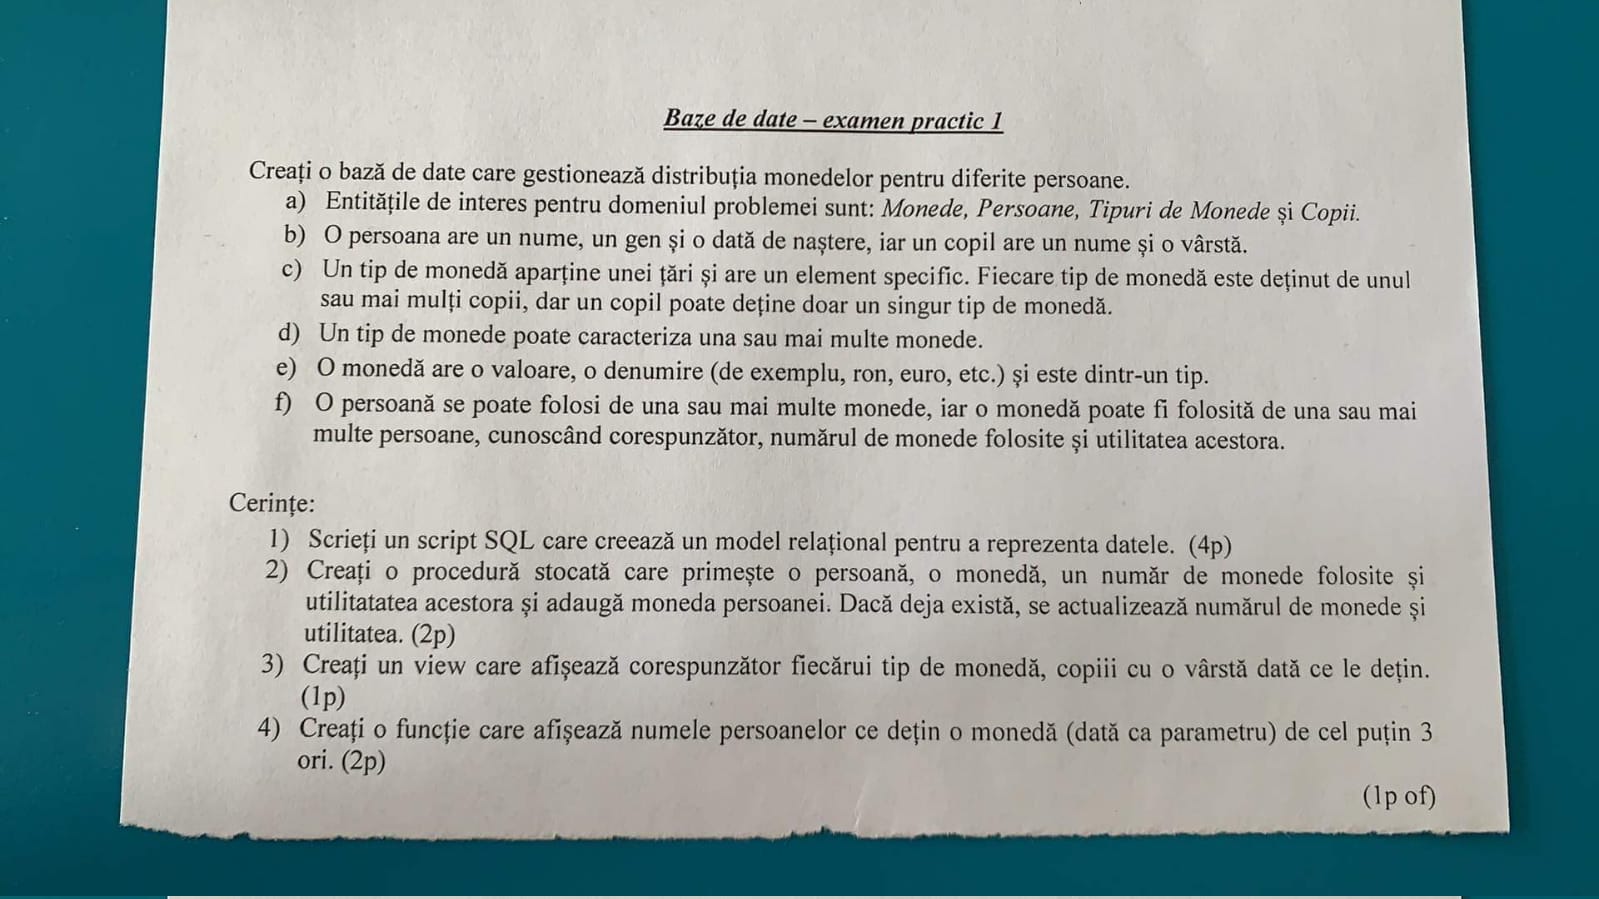 Baze de date – examen practic 1
Creați o bază de date care gestionează distribuția monedelor pentru diferite persoane.
a) Entitățile de interes pentru domeniul problemei sunt: Monede, Persoane, Tipuri de Monede și Copii.
b) O persoana are un nume, un gen și o dată de naștere, iar un copil are un nume și o vârstă.
c) Un tip de monedă aparține unei țări și are un element specific. Fiecare tip de monedă este deținut de unul
sau mai mulți copii, dar un copil poate deține doar un singur tip de monedă.
d) Un tip de monede poate caracteriza una sau mai multe monede.
e) O monedă are o valoare, o denumire (de exemplu, ron, euro, etc.) și este dintr-un tip.
f) O persoană se poate folosi de una sau mai multe monede, iar o monedă poate fi folosită de una sau mai
multe persoane, cunoscând corespunzător, numărul de monede folosite și utilitatea acestora.
Cerințe:
1) Scrieți un script SQL care creează un model relațional pentru a reprezenta datele. (4p)
2) Creați o procedură stocată care primește o persoană, o monedă, un număr de monede folosite și
utilitatatea acestora și adaugă moneda persoanei. Dacă deja există, se actualizează numărul de monede și
utilitatea. (2p)
3) Creați un view care afișează corespunzător fiecărui tip de monedă, copiii cu o vârstă dată ce le dețin.
(1p)
4) Creați o funcție care afișează numele persoanelor ce dețin o monedă (dată ca parametru) de cel puțin 3
ori. (2p)
(1p of)